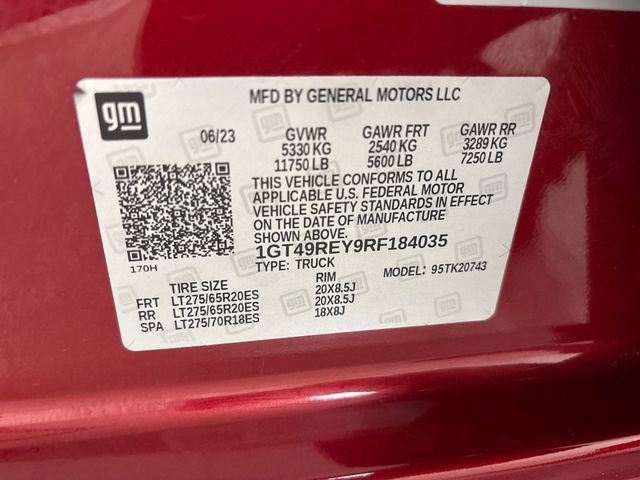 gm
MFD BY GENERAL MOTORS LLC
06/23 GVWR GAWR FRT GAWR RR
5330 KG 2540 KG 3289 KG
11750 LB 5600 LB 7250 LB
THIS VEHICLE CONFORMS TO ALL
APPLICABLE U.S. FEDERAL MOTOR
VEHICLE SAFETY STANDARDS IN EFFECT
ON THE DATE OF MANUFACTURE
SHOWN ABOVE.
170H
1GT49REY9RF184035
TYPE: TRUCK MODEL: 95TK20743
TIRE SIZE RIM
FRT LT275/65R20ES 20X8.5J
RR LT275/65R20ES 20X8.5J
SPA LT275/70R18ES 18X8J